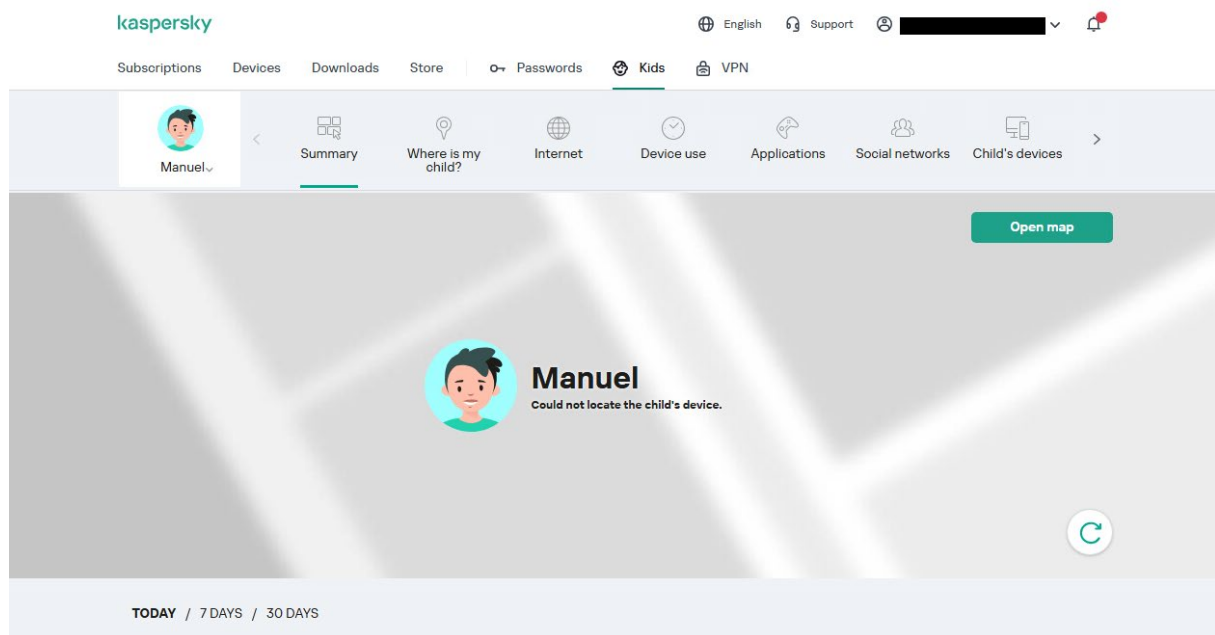 kaspersky
English Support
Subscriptions Devices Downloads Store Passwords Kids VPN
Manuel
Summary
Where is my
child?
Internet
Device use
Applications
Social networks
Child's devices
Open map
Manuel
Could not locate the child's device.
TODAY / 7 DAYS / 30 DAYS